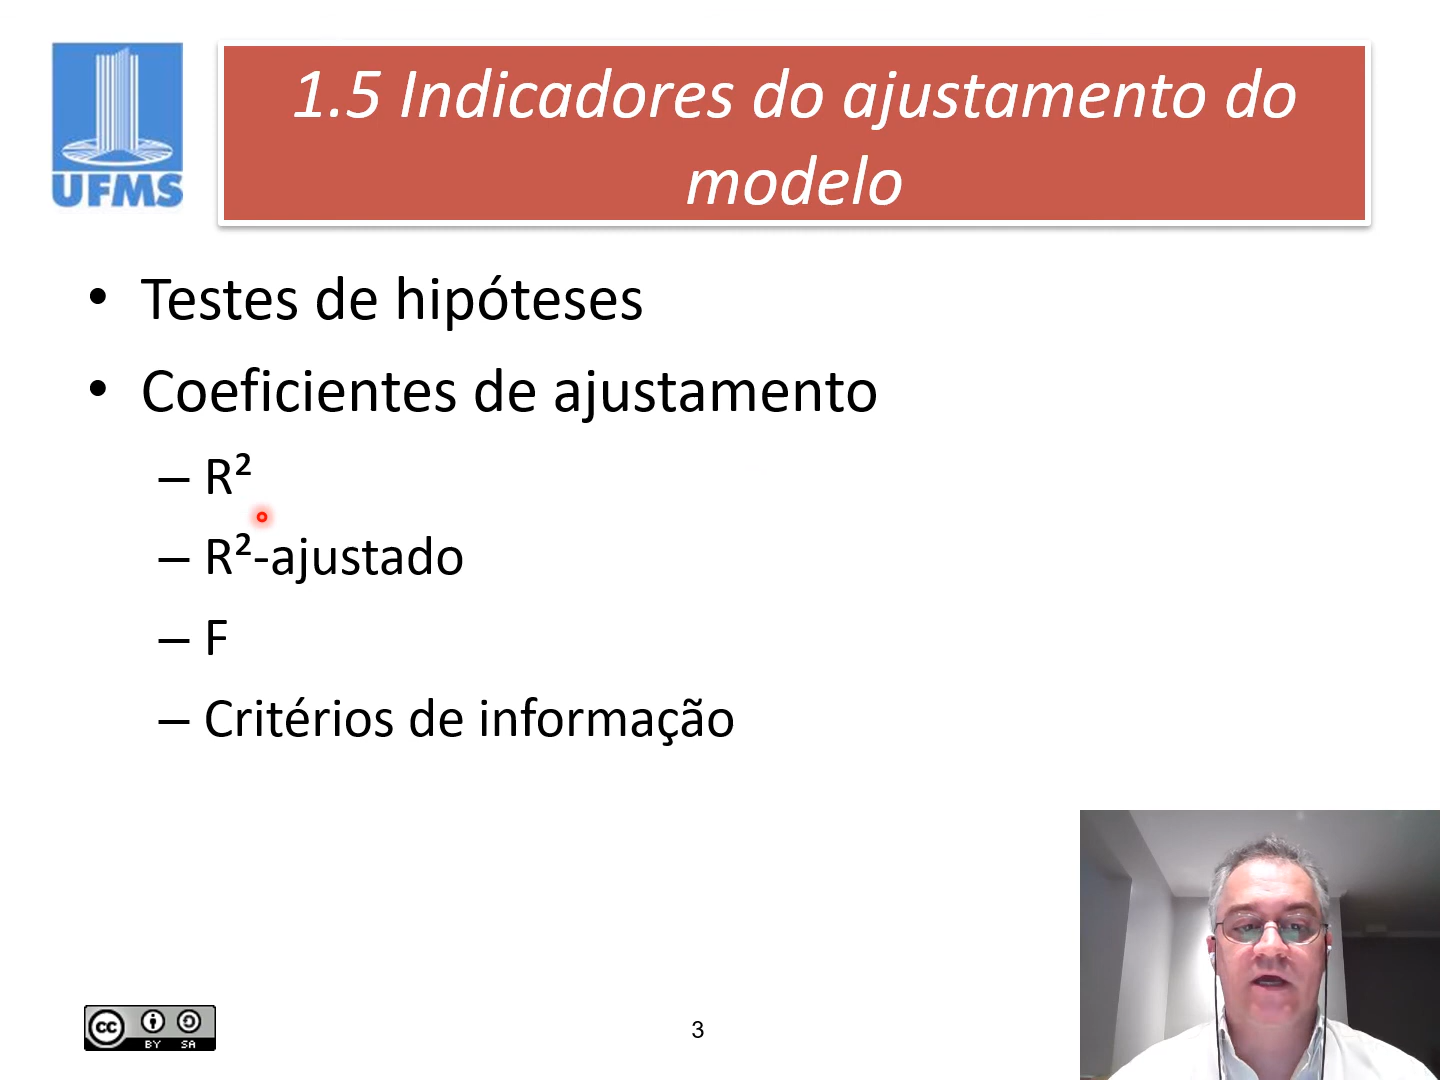 UFMS
1.5 Indicadores do ajustamento do
modelo
• Testes de hipóteses
• Coeficientes de ajustamento
– R²
– R²-ajustado
– F
– Critérios de informação
cc
BY SA
3